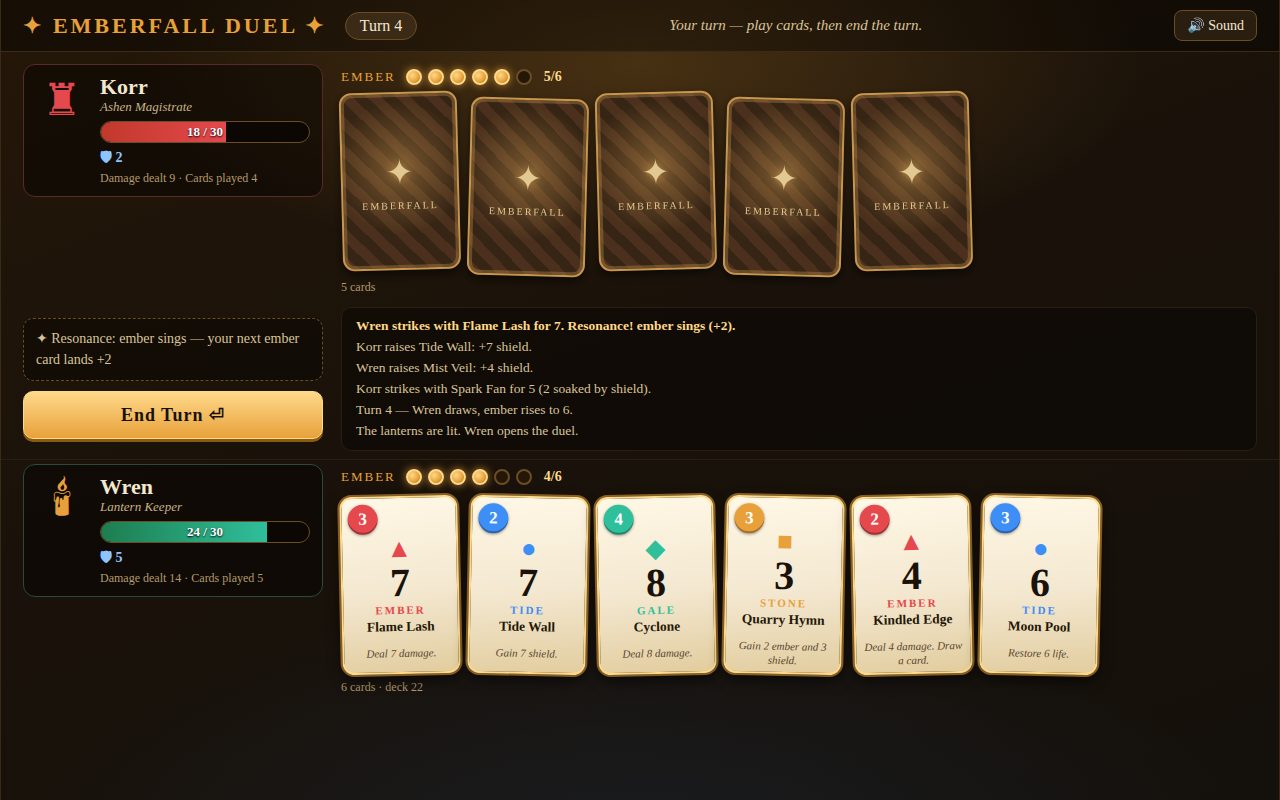 ✦ EMBERFALL DUEL ✦
Turn 4
Your turn — play cards, then end the turn.
🔊 Sound
Korr
Ashen Magistrate
18 / 30
2
Damage dealt 9 · Cards played 4
EMBER 5/6
EMBERFALL
EMBERFALL
EMBERFALL
EMBERFALL
EMBERFALL
5 cards
✦ Resonance: ember sings — your next ember
card lands +2
End Turn ⏎
Wren strikes with Flame Lash for 7. Resonance! ember sings (+2).
Korr raises Tide Wall: +7 shield.
Wren raises Mist Veil: +4 shield.
Korr strikes with Spark Fan for 5 (2 soaked by shield).
Turn 4 — Wren draws, ember rises to 6.
The lanterns are lit. Wren opens the duel.
Wren
Lantern Keeper
24 / 30
5
Damage dealt 14 · Cards played 5
EMBER 4/6
3
7
EMBER
Flame Lash
Deal 7 damage.
2
7
TIDE
Tide Wall
Gain 7 shield.
4
8
GALE
Cyclone
Deal 8 damage.
3
3
STONE
Quarry Hymn
Gain 2 ember and 3
shield.
2
4
EMBER
Kindled Edge
Deal 4 damage. Draw
a card.
3
6
TIDE
Moon Pool
Restore 6 life.
6 cards · deck 22